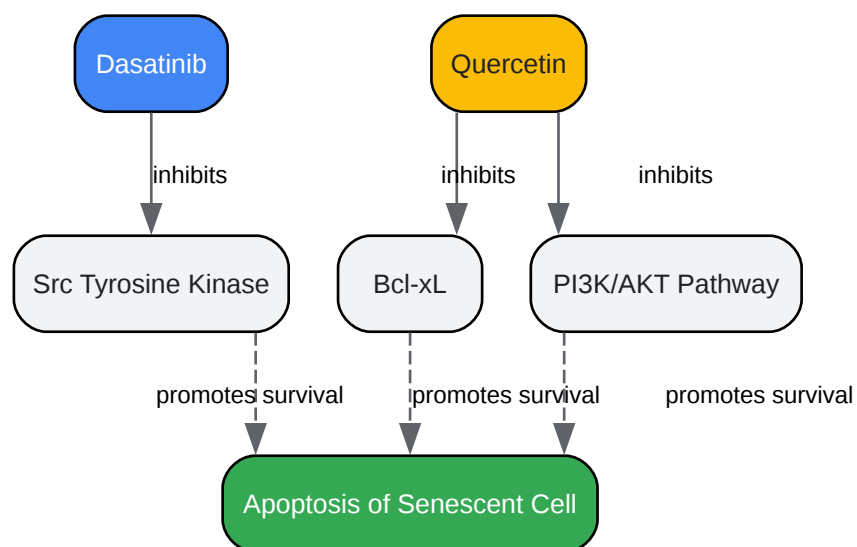 Dasatinib
Quercetin
inhibits
inhibits
inhibits
Src Tyrosine Kinase
Bcl-xL
PI3K/AKT Pathway
promotes survival
promotes survival
promotes survival
Apoptosis of Senescent Cell